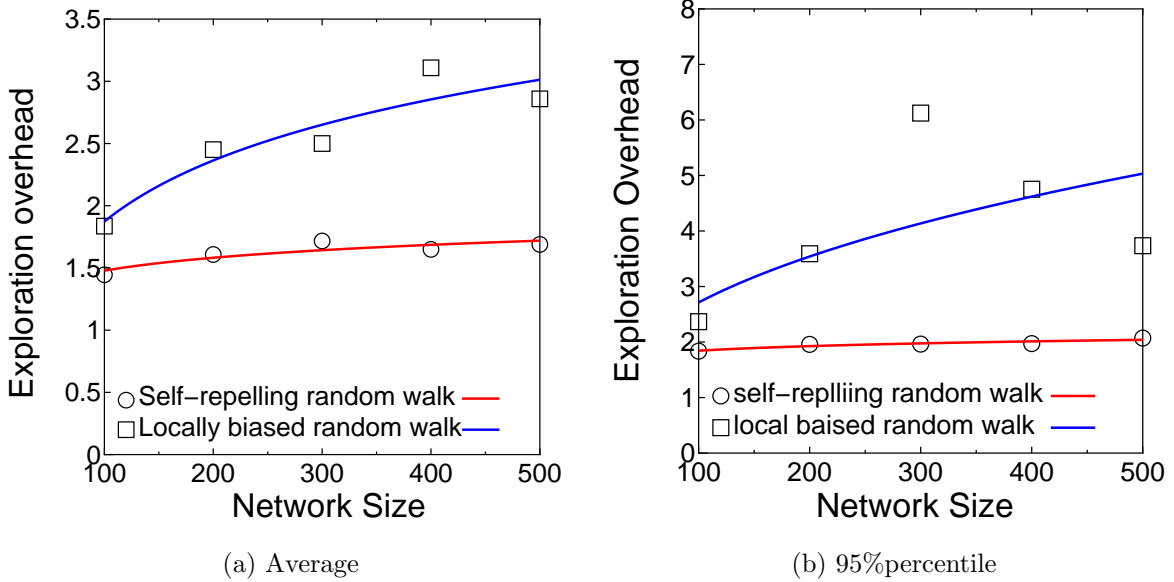 3.5
3
2.5
2
1.5
1
0.5
0
Exploration overhead
Self-repelling random walk
Locally biased random walk
100 200 300 400 500
Network Size
(a) Average
8
7
6
5
4
3
2
1
0
Exploration Overhead
self-replliiing random walk
local baised random walk
100 200 300 400 500
Network Size
(b) 95%percentile